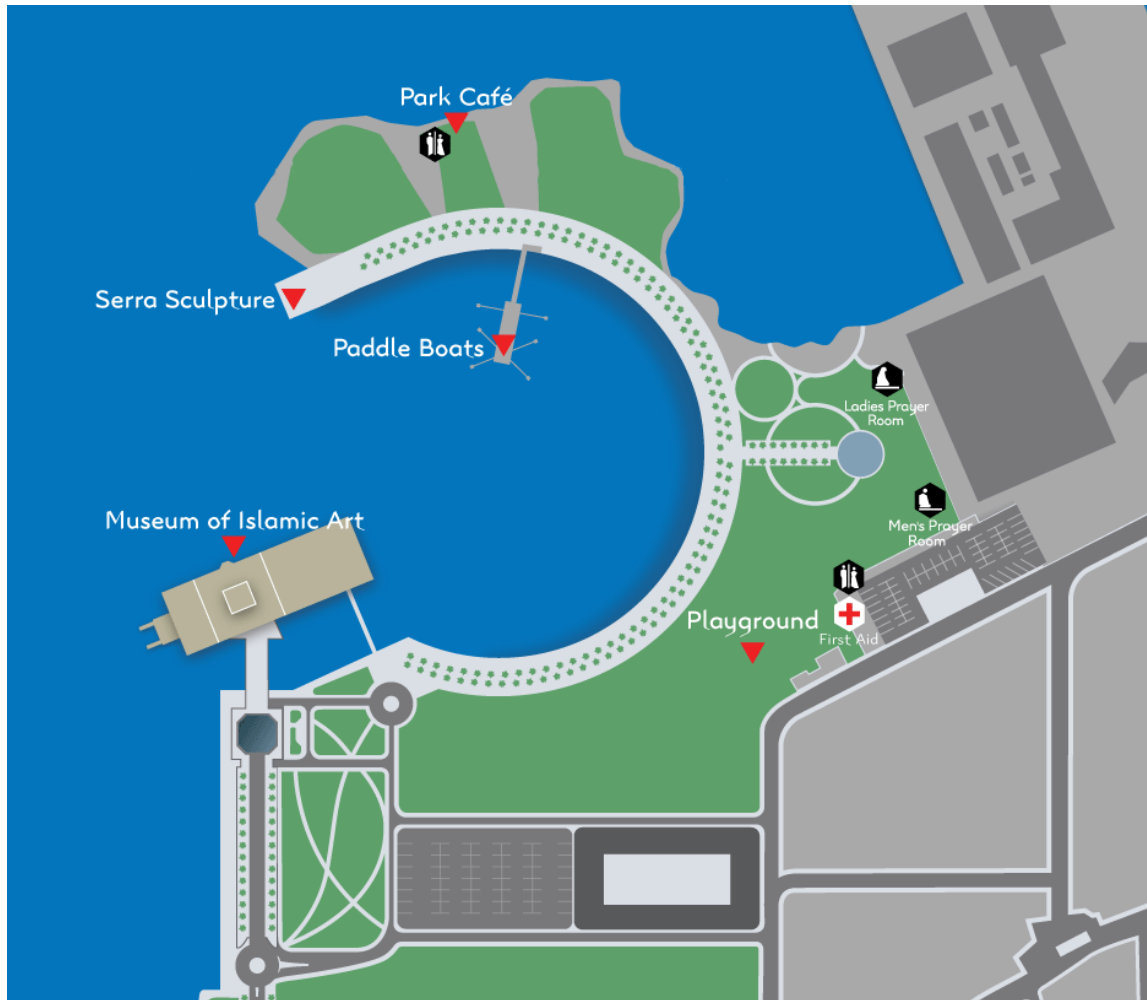 Park Café
Serra Sculpture
Paddle Boats
Ladies Prayer
Room
Museum of Islamic Art
Men's Prayer
Room
Playground
First Aid